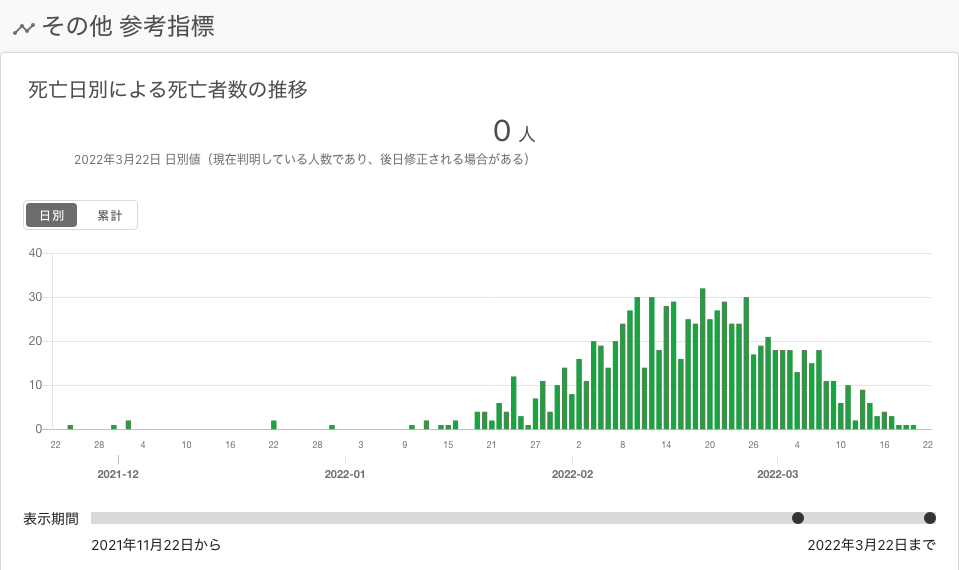 その他 参考指標
死亡日別による死亡者数の推移
0 人
2022年3月22日 日別値（現在判明している人数であり、後日修正される場合がある）
日別 累計
40
30
20
10
0
22 28 4 10 16 22 28 3 9 15 21 27 2 8 14 20 26 4 10 16 22
2021-12 2022-01 2022-02 2022-03
表示期間
2021年11月22日から 2022年3月22日まで